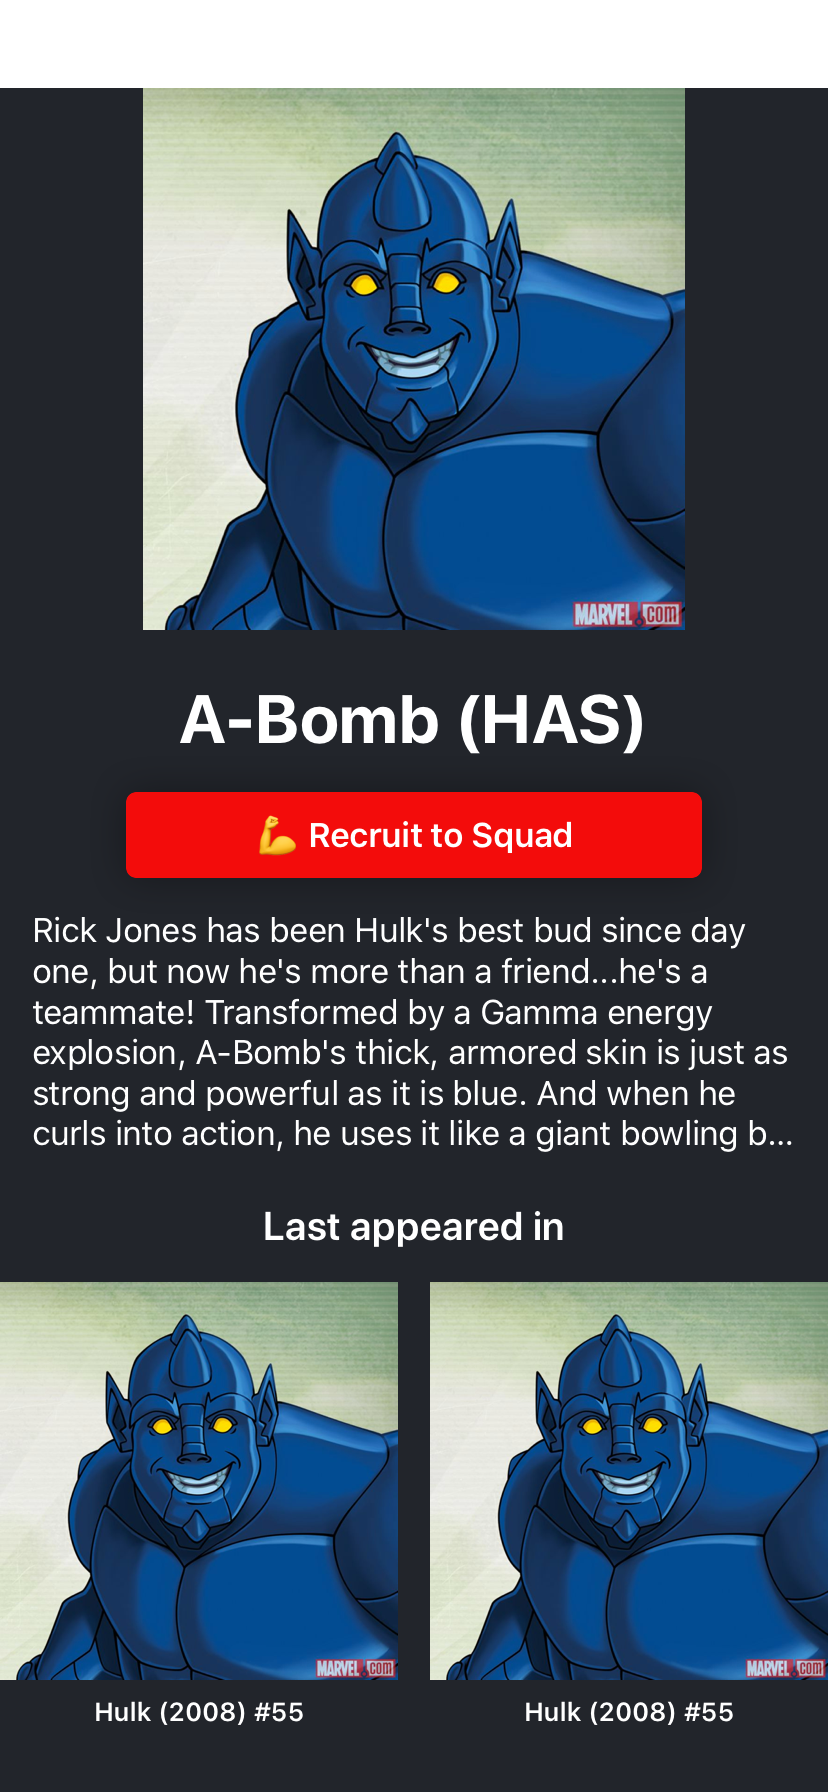 MARVEL.com
A-Bomb (HAS)
💪 Recruit to Squad
Rick Jones has been Hulk's best bud since day
one, but now he's more than a friend...he's a
teammate! Transformed by a Gamma energy
explosion, A-Bomb's thick, armored skin is just as
strong and powerful as it is blue. And when he
curls into action, he uses it like a giant bowling b...
Last appeared in
MARVEL.com
MARVEL.com
Hulk (2008) #55
Hulk (2008) #55